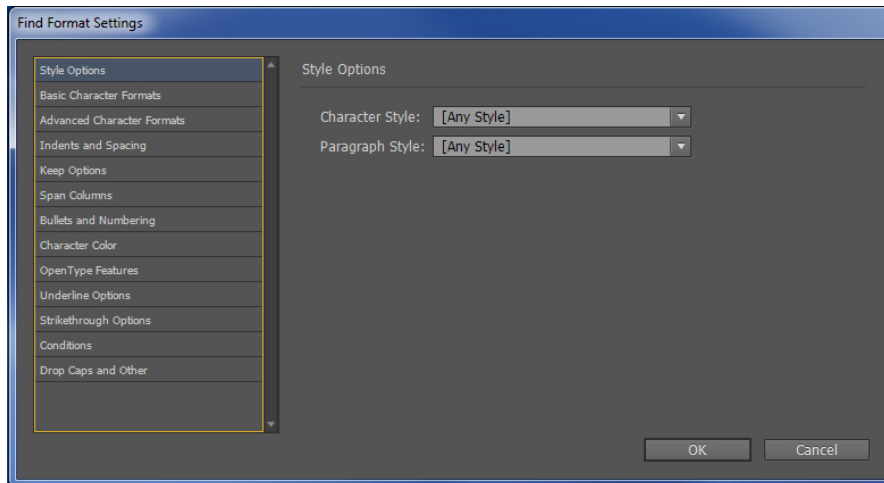 Find Format Settings
Style Options
Basic Character Formats
Advanced Character Formats
Indents and Spacing
Keep Options
Span Columns
Bullets and Numbering
Character Color
OpenType Features
Underline Options
Strikethrough Options
Conditions
Drop Caps and Other
Style Options
Character Style: [Any Style]
Paragraph Style: [Any Style]
OK Cancel